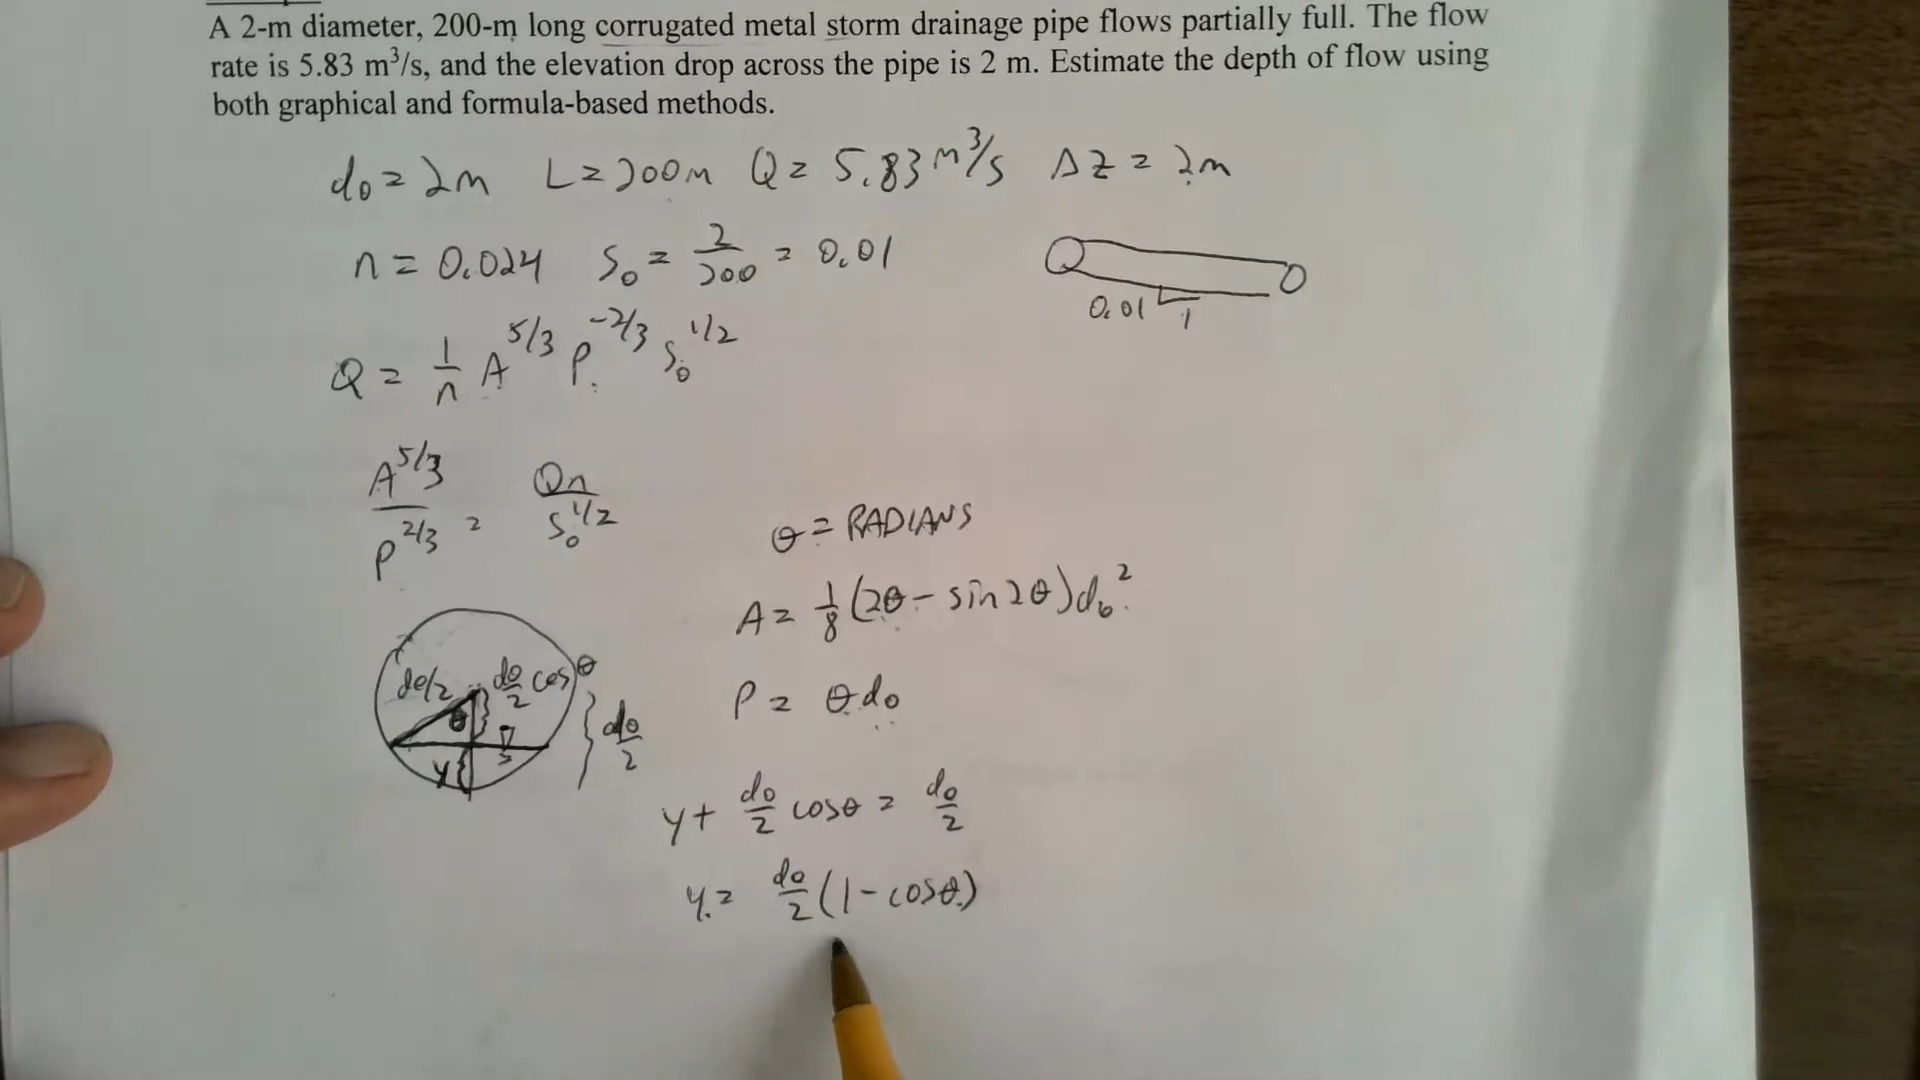 A 2-m diameter, 200-m long corrugated metal storm drainage pipe flows partially full. The flow
rate is 5.83 m³/s, and the elevation drop across the pipe is 2 m. Estimate the depth of flow using
both graphical and formula-based methods.
d₀ = 2m L = 200m Q = 5.83 m³/s ΔZ = 2m
n = 0.024 S₀ = 2/200 = 0.01
0.01 1
Q = 1/n A^5/3 P^-2/3 S₀^1/2
A^5/3 / P^2/3 = Qn / S₀^1/2
θ = RADIANS
A = 1/8 (2θ - sin 2θ) d₀²
d₀/2 d₀/2 cos θ
θ
P = θ d₀
d₀/2
y
y + d₀/2 cos θ = d₀/2
y = d₀/2 (1 - cos θ)